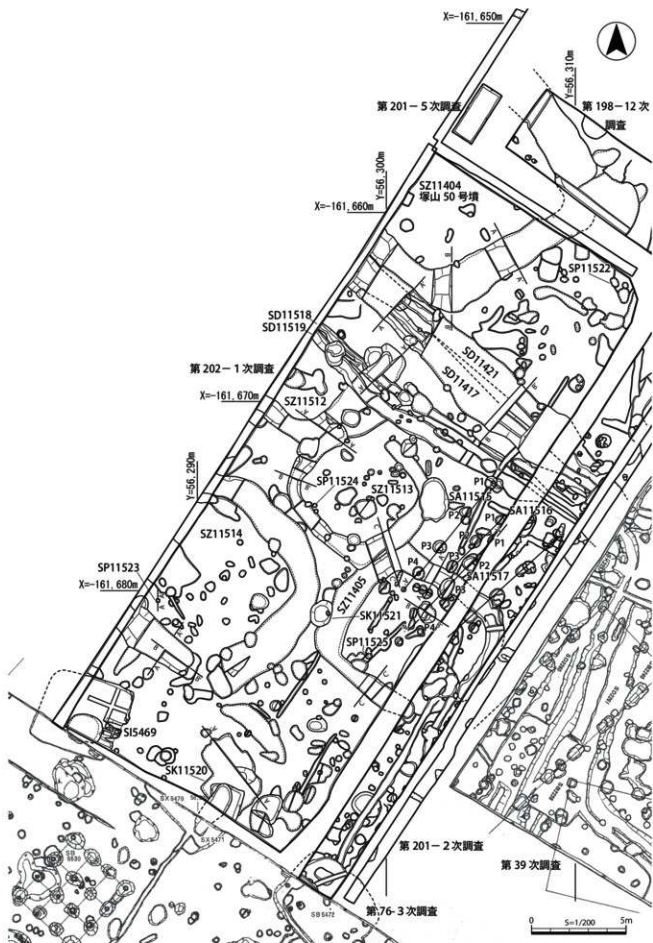 X=-161,650m
Y=56,310m
第201-5次調査
第198-12次
調査
Y=56,300m
X=-161,660m
SZ11404
塚山50号墳
SP11522
SD11518
SD11519
SD11421
SD11417
第202-1次調査
SZ11512
X=-161,670m
Y=56,290m
SP11524
SZ11513
SA11515
SA11516
P1
P2
P1
P2
P1
P3
P3
P2
P4
P3
P4
SA11517
SZ11514
SP11523
X=-161,680m
SZ11405
SK11521
SP11525
SI5469
SK11520
SX5470
SX5471
SB5472
第201-2次調査
第39次調査
第76-3次調査
0
S=1/200
5m